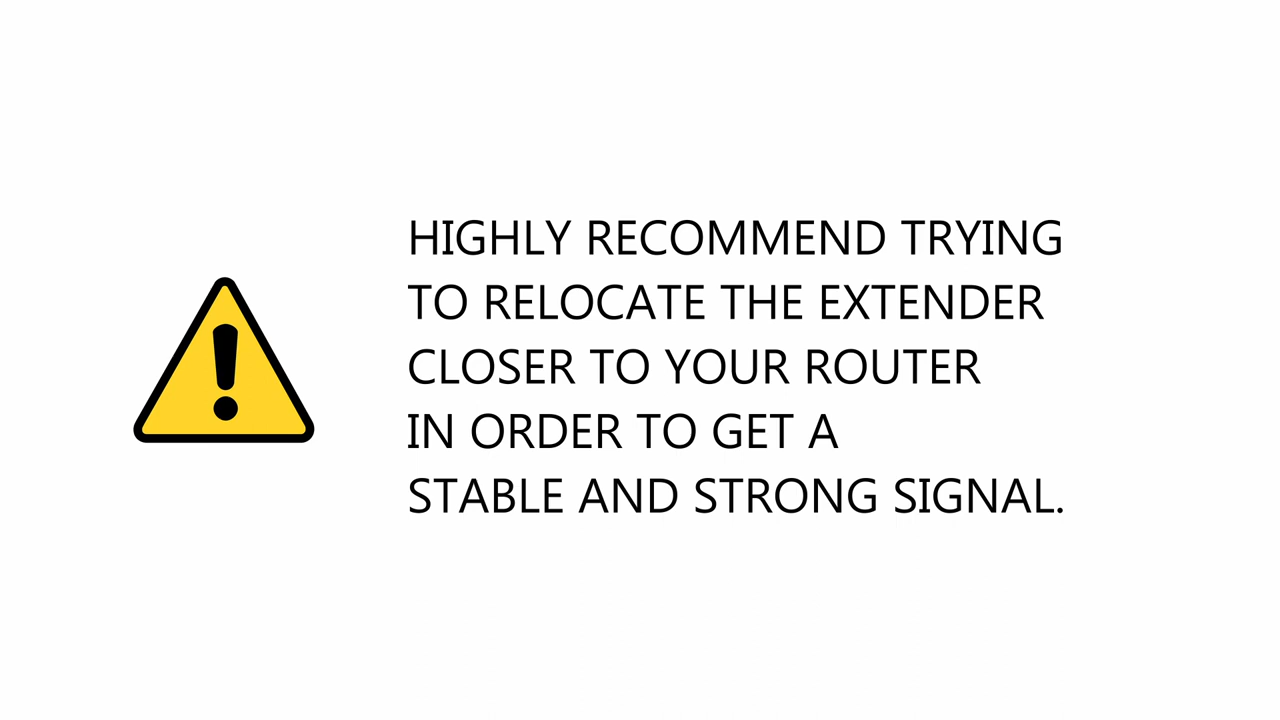 HIGHLY RECOMMEND TRYING
TO RELOCATE THE EXTENDER
CLOSER TO YOUR ROUTER
IN ORDER TO GET A
STABLE AND STRONG SIGNAL.